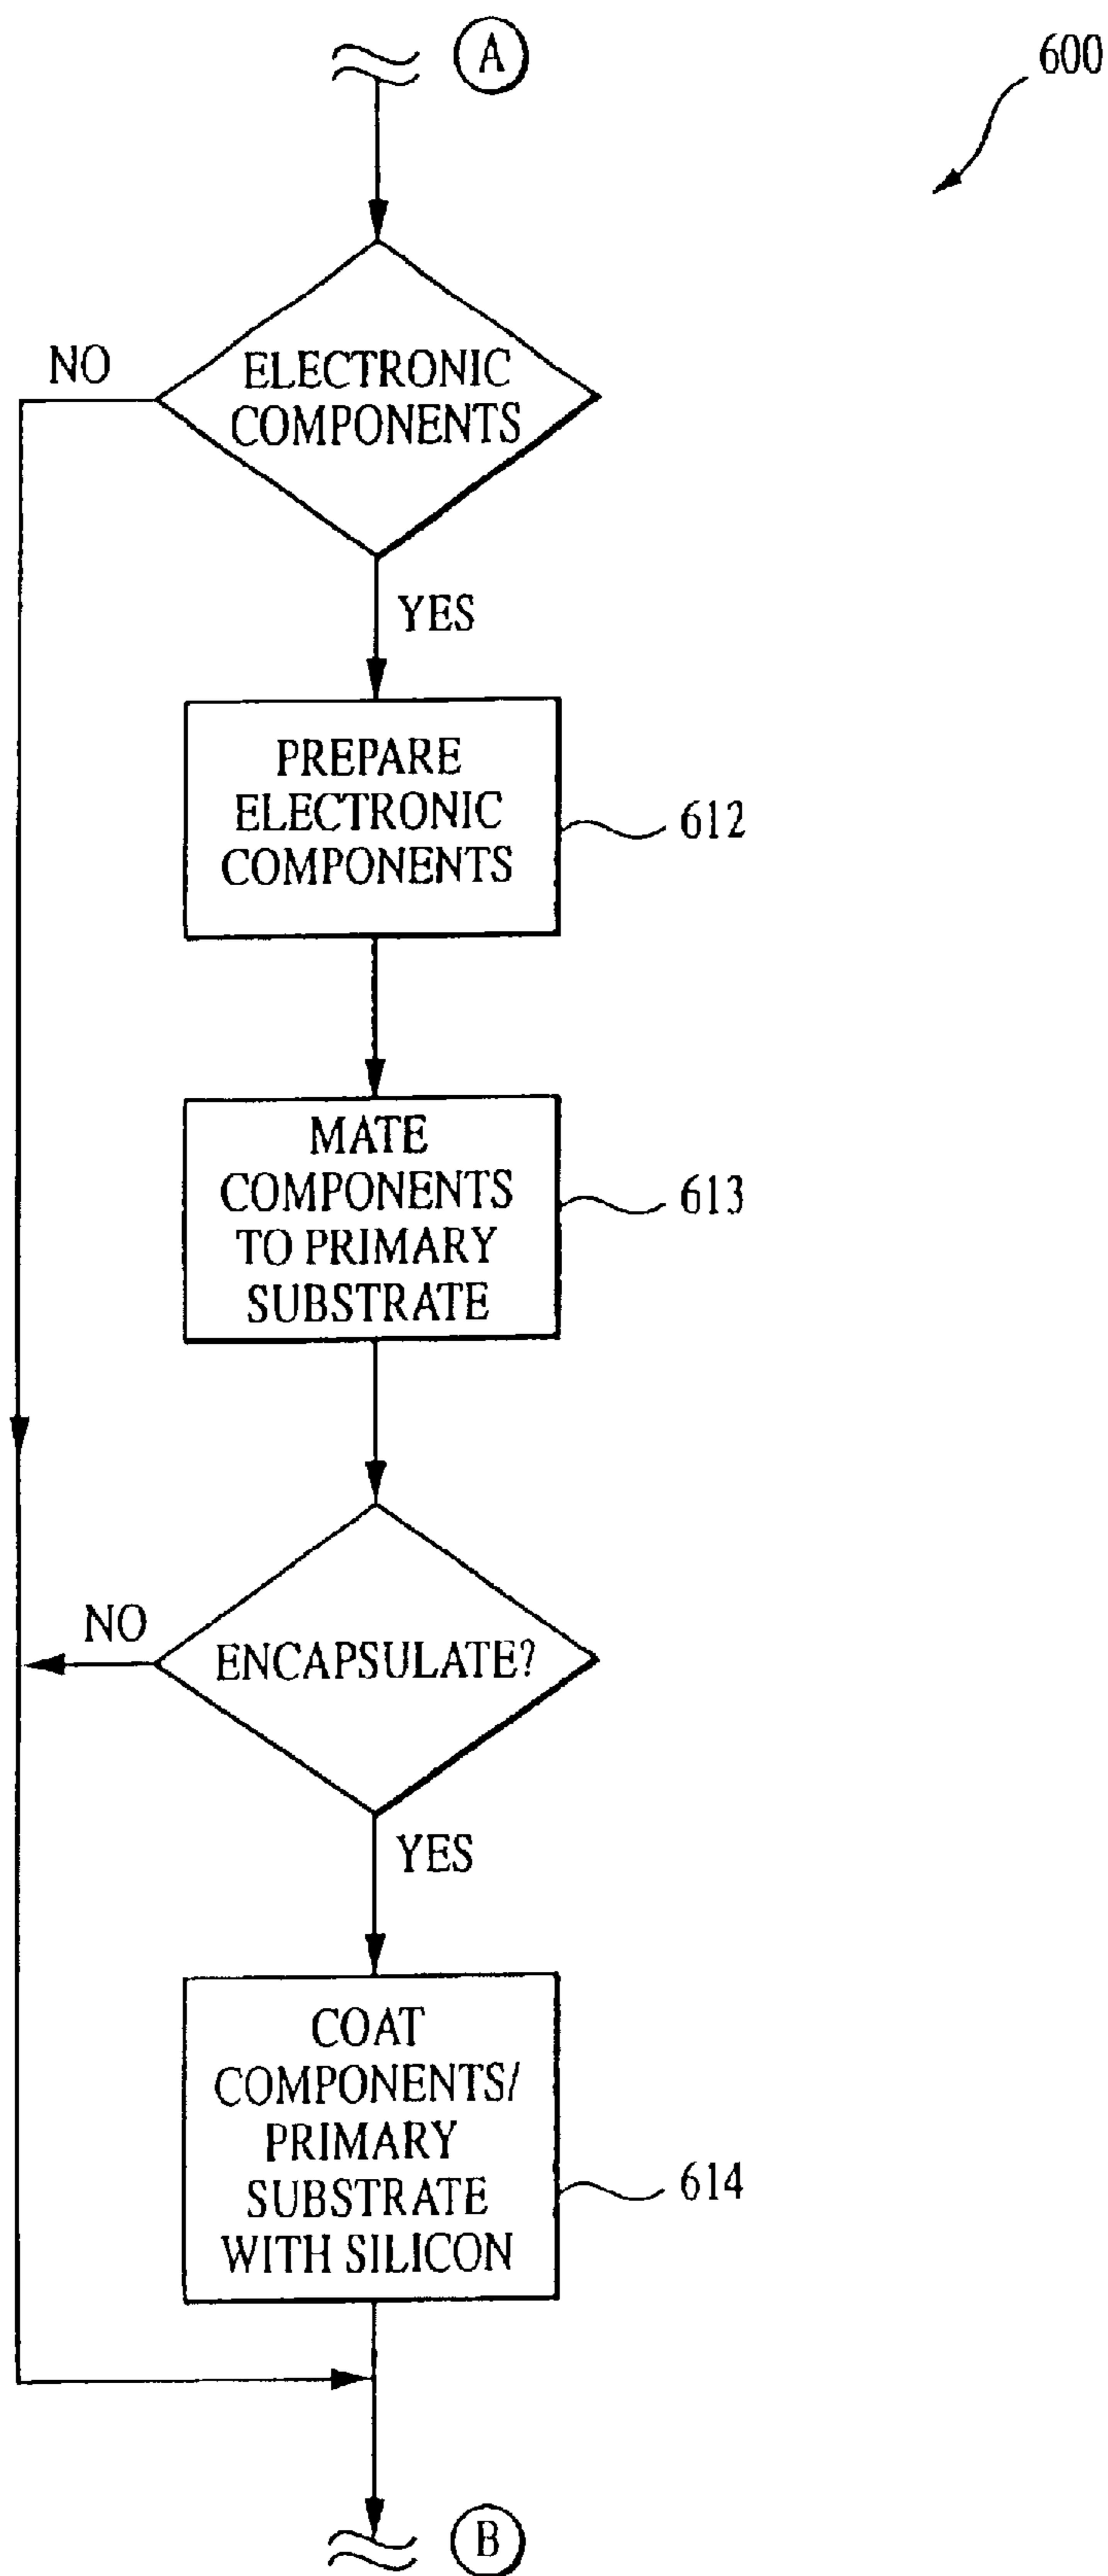 A
600
NO
ELECTRONIC
COMPONENTS
YES
PREPARE
ELECTRONIC
COMPONENTS
612
MATE
COMPONENTS
TO PRIMARY
SUBSTRATE
613
NO
ENCAPSULATE?
YES
COAT
COMPONENTS/
PRIMARY
SUBSTRATE
WITH SILICON
614
B